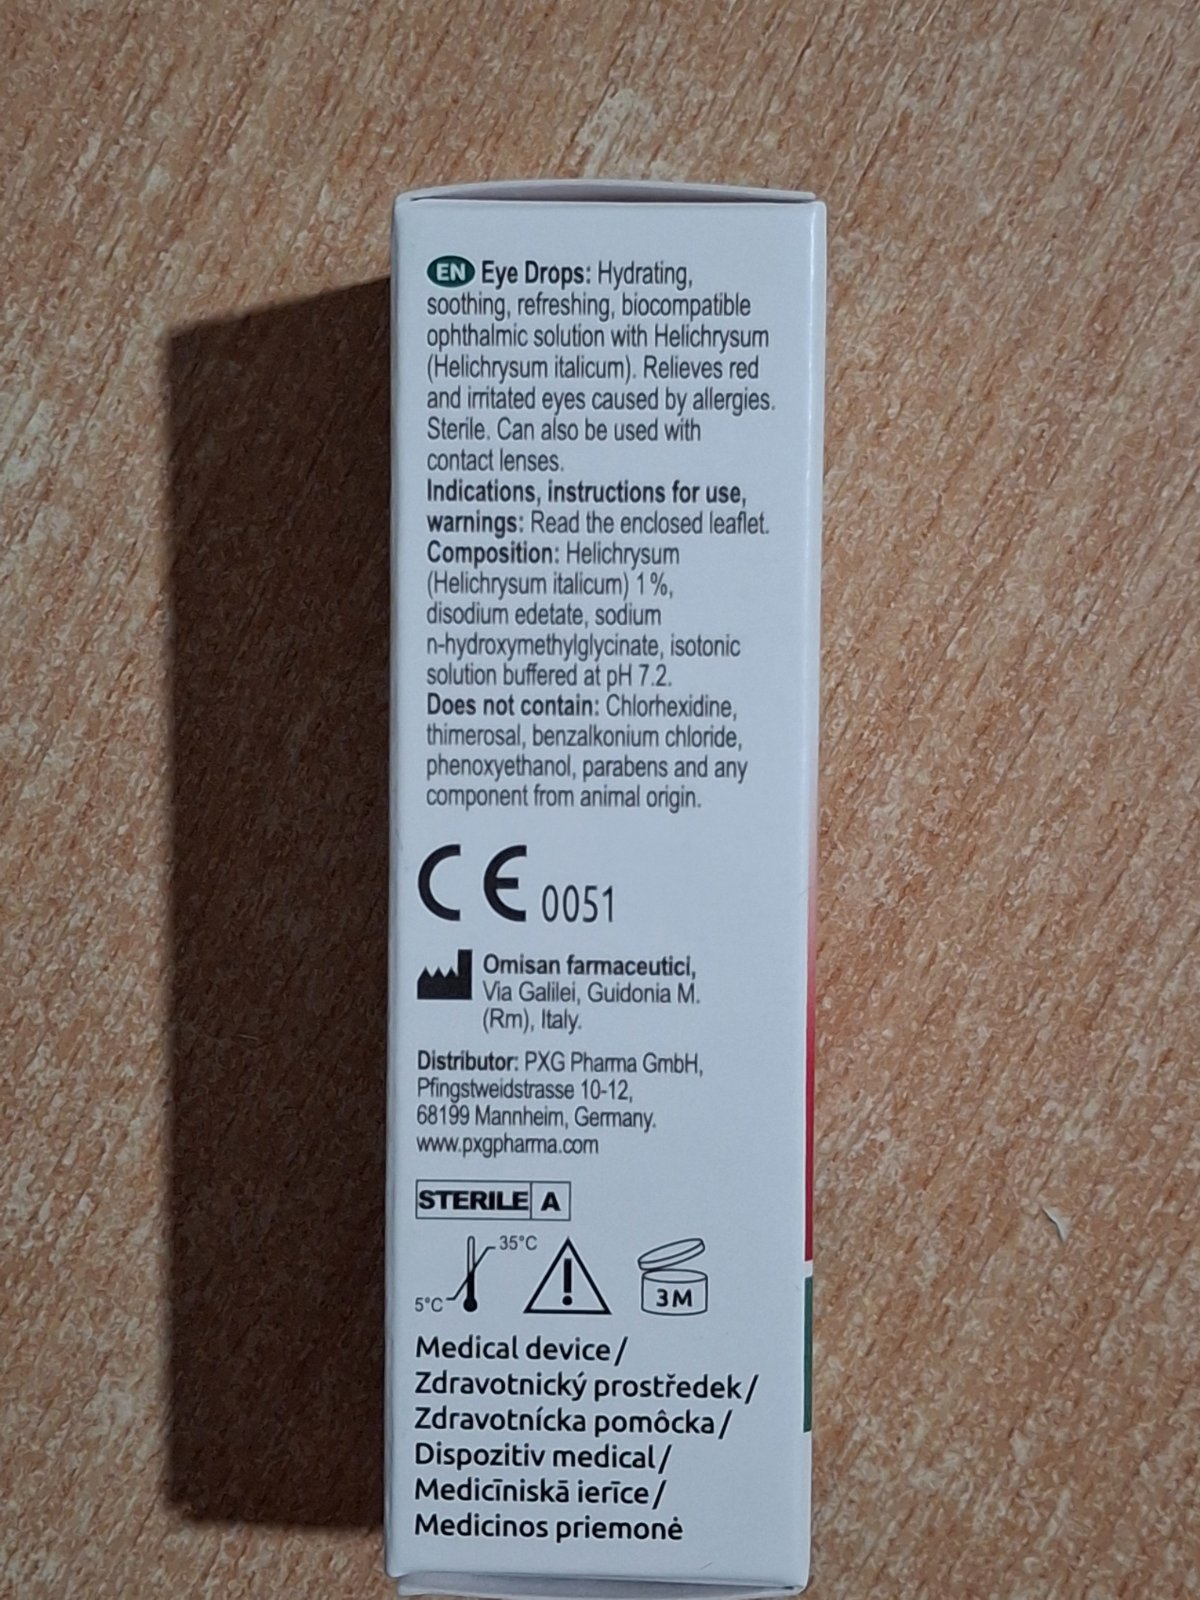 EN Eye Drops: Hydrating,
soothing, refreshing, biocompatible
ophthalmic solution with Helichrysum
(Helichrysum italicum). Relieves red
and irritated eyes caused by allergies.
Sterile. Can also be used with
contact lenses.
Indications, instructions for use,
warnings: Read the enclosed leaflet.
Composition: Helichrysum
(Helichrysum italicum) 1%,
disodium edetate, sodium
n-hydroxymethylglycinate, isotonic
solution buffered at pH 7.2.
Does not contain: Chlorhexidine,
thimerosal, benzalkonium chloride,
phenoxyethanol, parabens and any
component from animal origin.
CE 0051
Omisan farmaceutici,
Via Galilei, Guidonia M.
(Rm), Italy.
Distributor: PXG Pharma GmbH,
Pfingstweidstrasse 10-12,
68199 Mannheim, Germany.
www.pxgpharma.com
STERILE A
35°C
5°C
!
3M
Medical device/
Zdravotnický prostředek/
Zdravotnícka pomôcka/
Dispozitiv medical/
Medicīniskā ierīce/
Medicinos priemonė